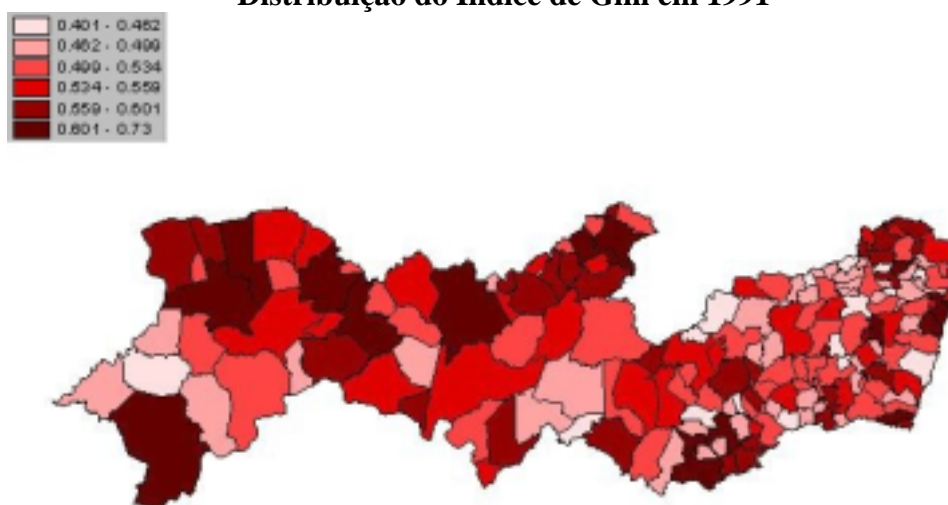 Distribuição do Índice de Gini em 1991
0.401 - 0.462
0.462 - 0.499
0.499 - 0.534
0.534 - 0.559
0.559 - 0.601
0.601 - 0.73